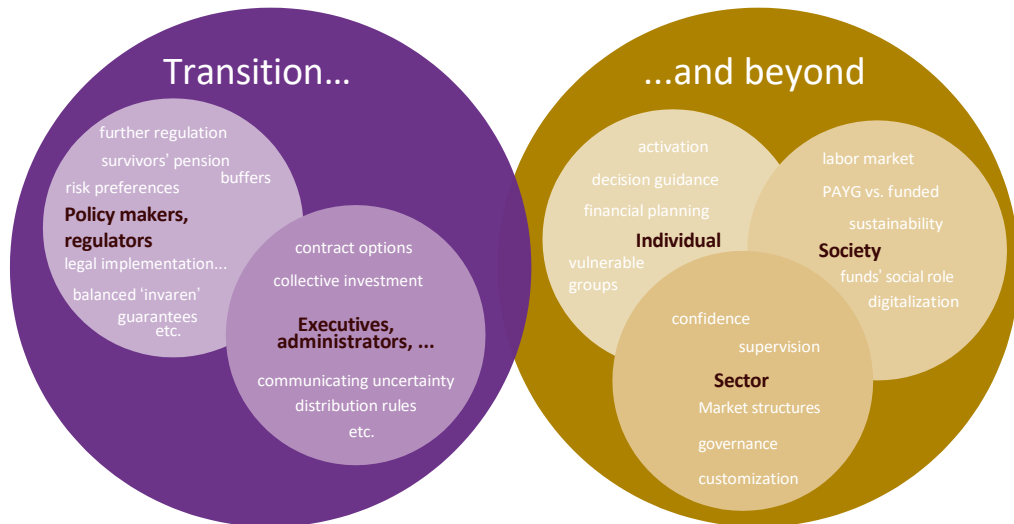 Transition...
further regulation
survivors' pension
buffers
risk preferences
Policy makers,
regulators
legal implementation...
balanced 'invaren'
guarantees
etc.
contract options
collective investment
Executives,
administrators, ...
communicating uncertainty
distribution rules
etc.
...and beyond
activation
decision guidance
financial planning
Individual
vulnerable
groups
labor market
PAYG vs. funded
sustainability
Society
funds' social role
digitalization
confidence
supervision
Sector
Market structures
governance
customization